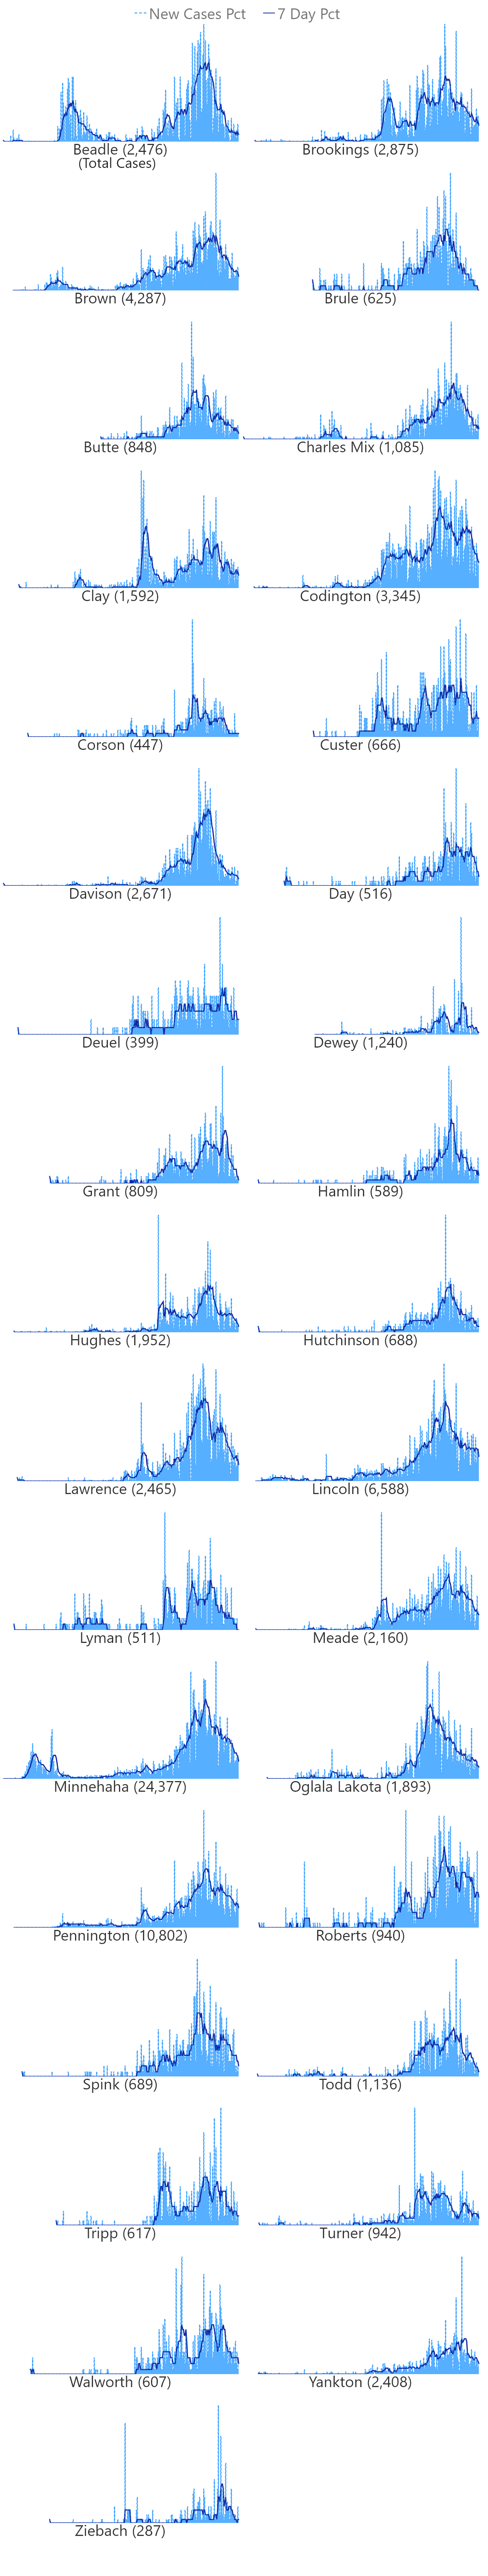 New Cases Pct 7 Day Pct
Beadle (2,476) Brookings (2,875)
(Total Cases)
Brown (4,287) Brule (625)
Butte (848) Charles Mix (1,085)
Clay (1,592) Codington (3,345)
Corson (447) Custer (666)
Davison (2,671) Day (516)
Deuel (399) Dewey (1,240)
Grant (809) Hamlin (589)
Hughes (1,952) Hutchinson (688)
Lawrence (2,465) Lincoln (6,588)
Lyman (511) Meade (2,160)
Minnehaha (24,377) Oglala Lakota (1,893)
Pennington (10,802) Roberts (940)
Spink (689) Todd (1,136)
Tripp (617) Turner (942)
Walworth (607) Yankton (2,408)
Ziebach (287)